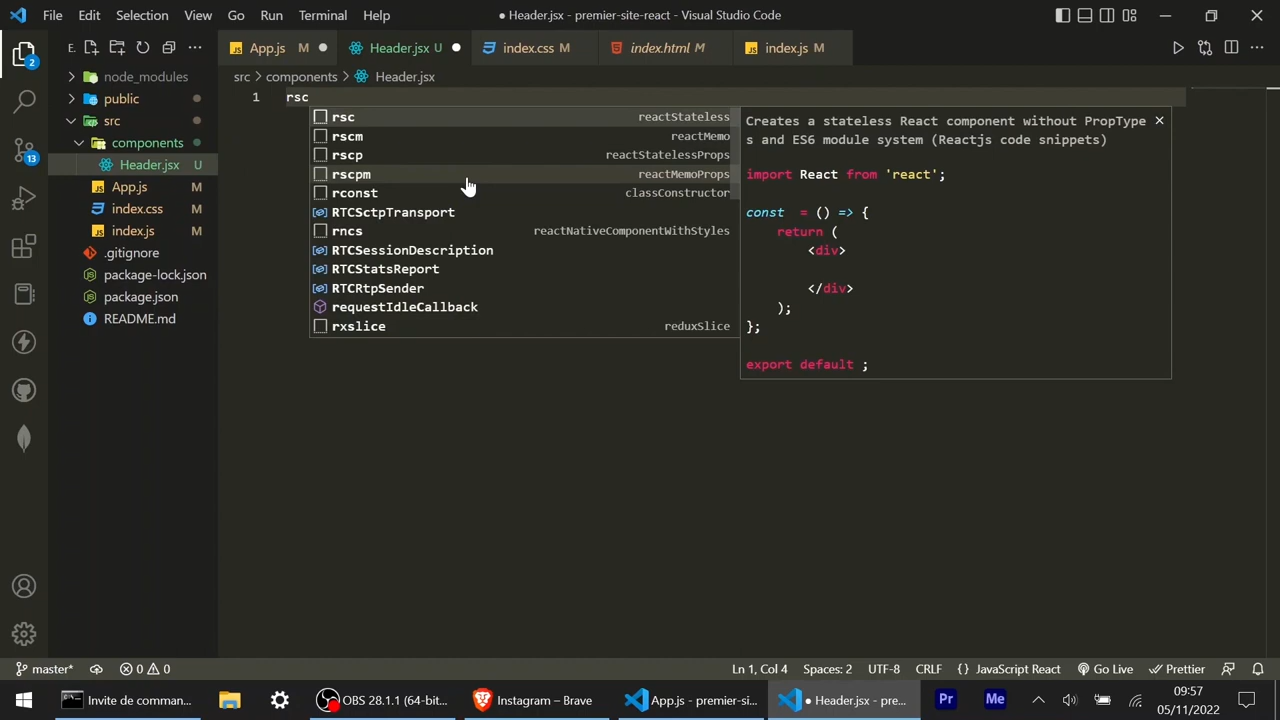 File Edit Selection View Go Run Terminal Help
● Header.jsx - premier-site-react - Visual Studio Code
E.
App.js M
Header.jsx U
index.css M
index.html M
index.js M
src > components > Header.jsx
2
13
node_modules
public
src
components
Header.jsx U
App.js M
index.css M
index.js M
.gitignore
package-lock.json
package.json
README.md
1 rsc
rsc reactStateless
rscm reactMemo
rscp reactStatelessProps
rscpm reactMemoProps
rconst classConstructor
RTCSctpTransport
rncs reactNativeComponentWithStyles
RTCSessionDescription
RTCStatsReport
RTCRtpSender
requestIdleCallback
rxslice reduxSlice
Creates a stateless React component without PropType
s and ES6 module system (Reactjs code snippets)
import React from 'react';
const  = () => {
return (
<div>
</div>
);
};
export default ;
master* 0 0 Ln 1, Col 4 Spaces: 2 UTF-8 CRLF {} JavaScript React Go Live Prettier
Invite de comman... OBS 28.1.1 (64-bit... Instagram – Brave App.js - premier-si... ● Header.jsx - pre... Pr Me
09:57
05/11/2022